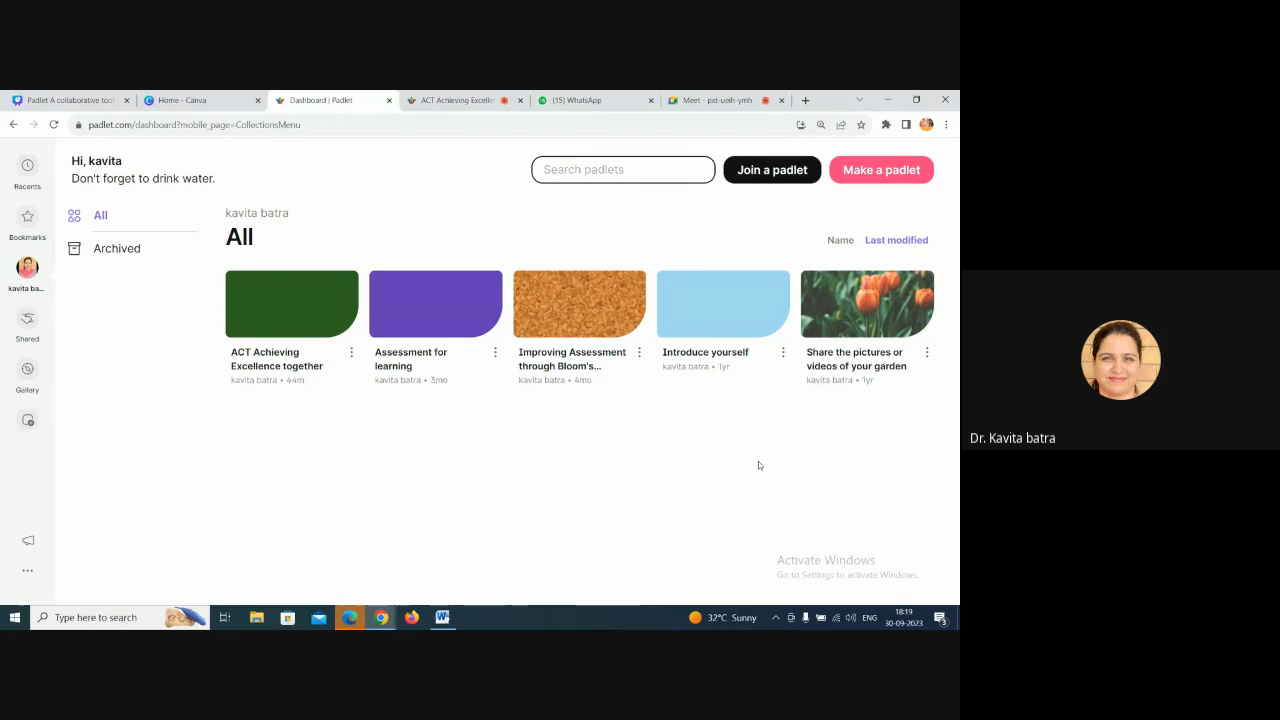 Padlet A collaborative tool
Home - Canva
Dashboard | Padlet
ACT Achieving Excelle
(15) WhatsApp
Meet - pxt-ueih-ymh
padlet.com/dashboard?mobile_page=CollectionsMenu
Hi, kavita
Don't forget to drink water.
Search padlets
Join a padlet
Make a padlet
Recents
Bookmarks
kavita ba...
Shared
Gallery
All
Archived
kavita batra
All
Name Last modified
ACT Achieving
Excellence together
kavita batra • 44m
Assessment for
learning
kavita batra • 3mo
Improving Assessment
through Bloom's...
kavita batra • 4mo
Introduce yourself
kavita batra • 1yr
Share the pictures or
videos of your garden
kavita batra • 1yr
Activate Windows
Go to Settings to activate Windows.
Type here to search
32°C Sunny
ENG
18:19
30-09-2023
3
Dr. Kavita batra